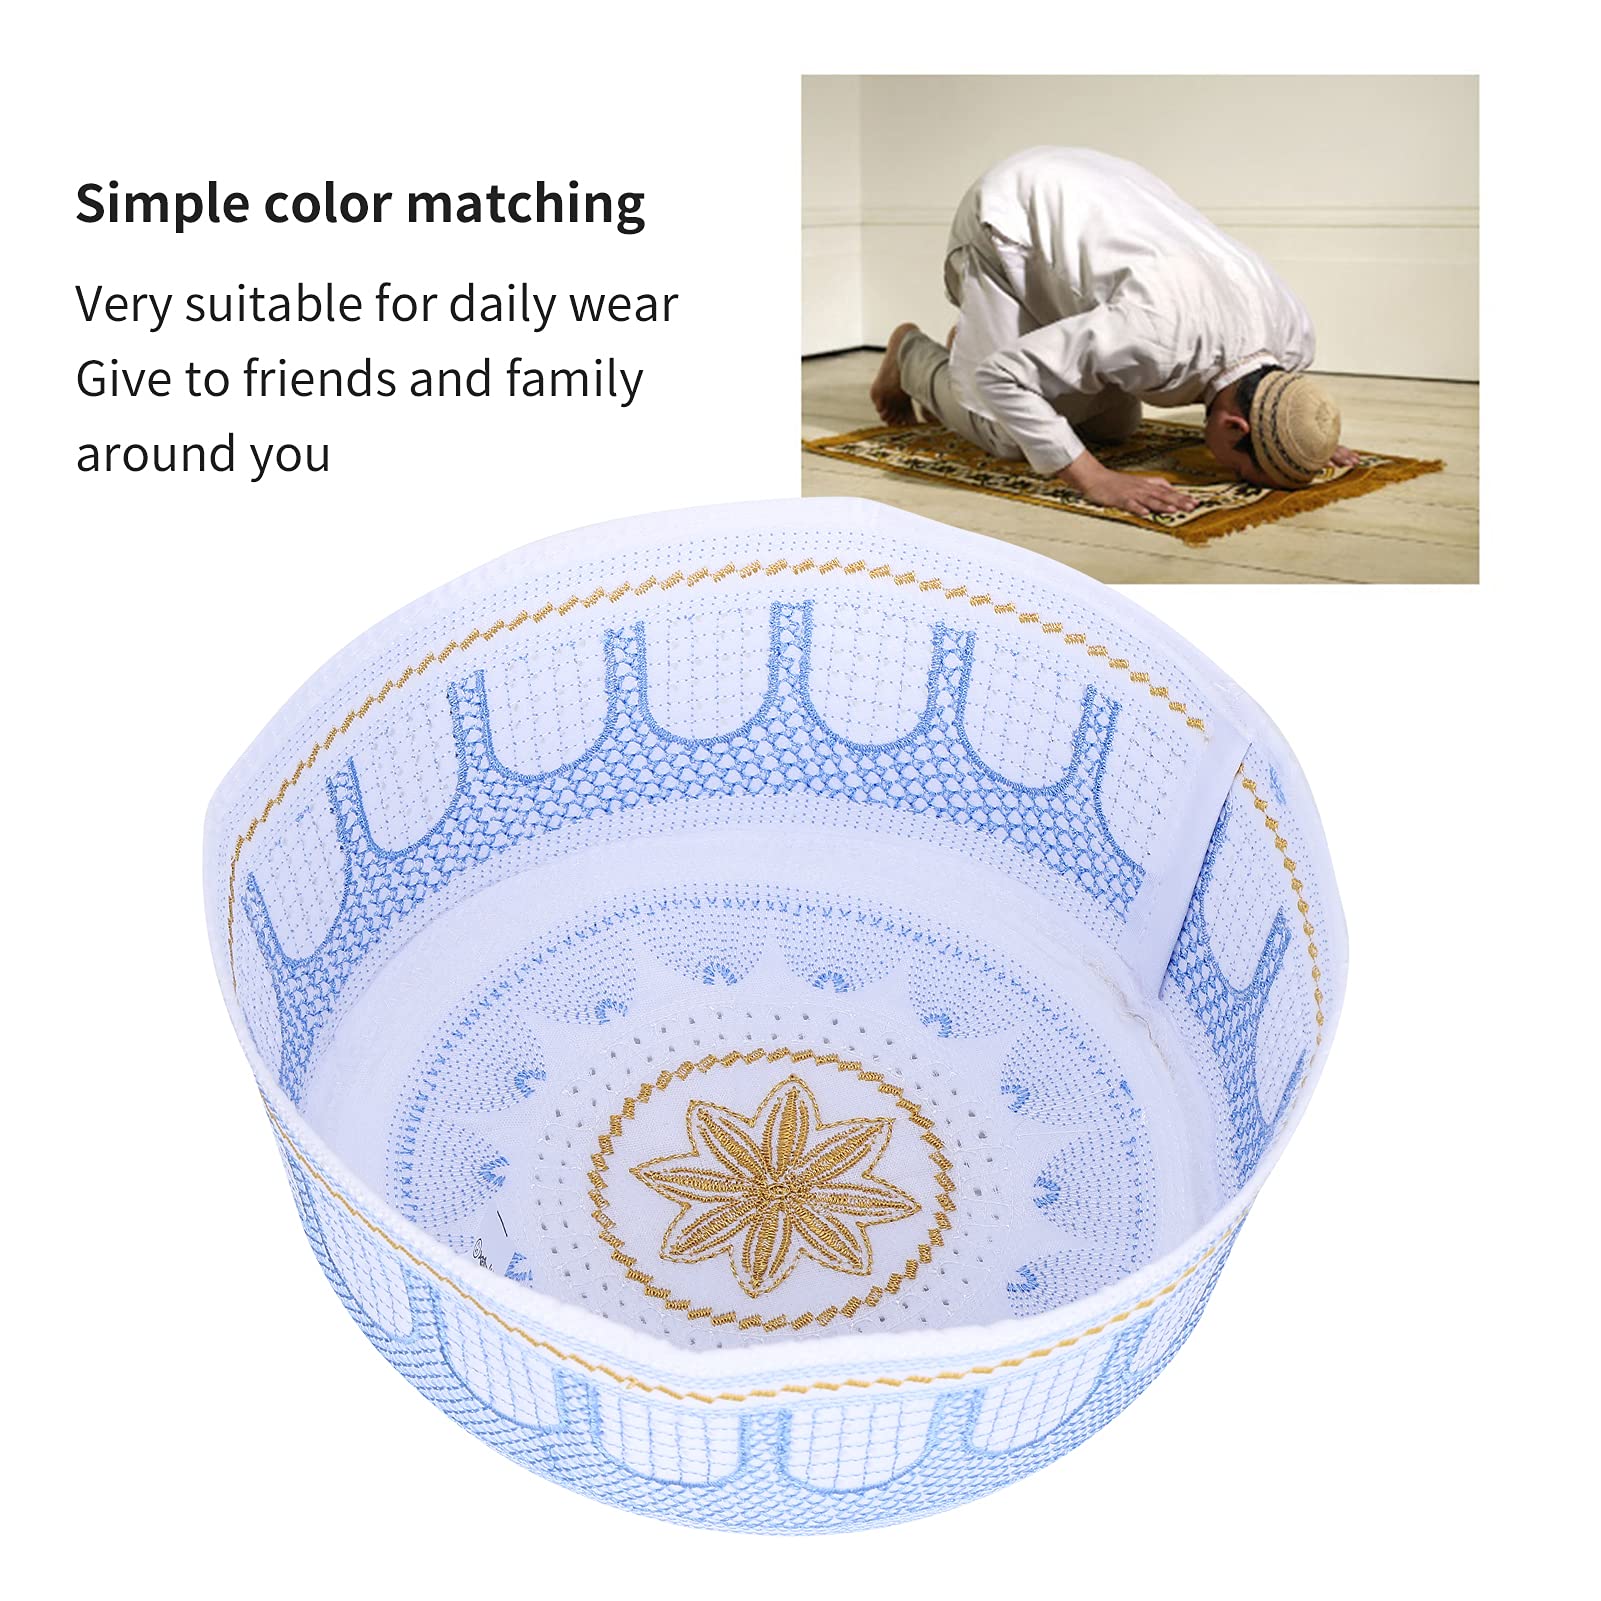 Simple color matching
Very suitable for daily wear
Give to friends and family
around you